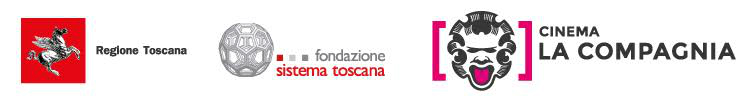 Regione Toscana
fondazione
sistema toscana
CINEMA
LA COMPAGNIA